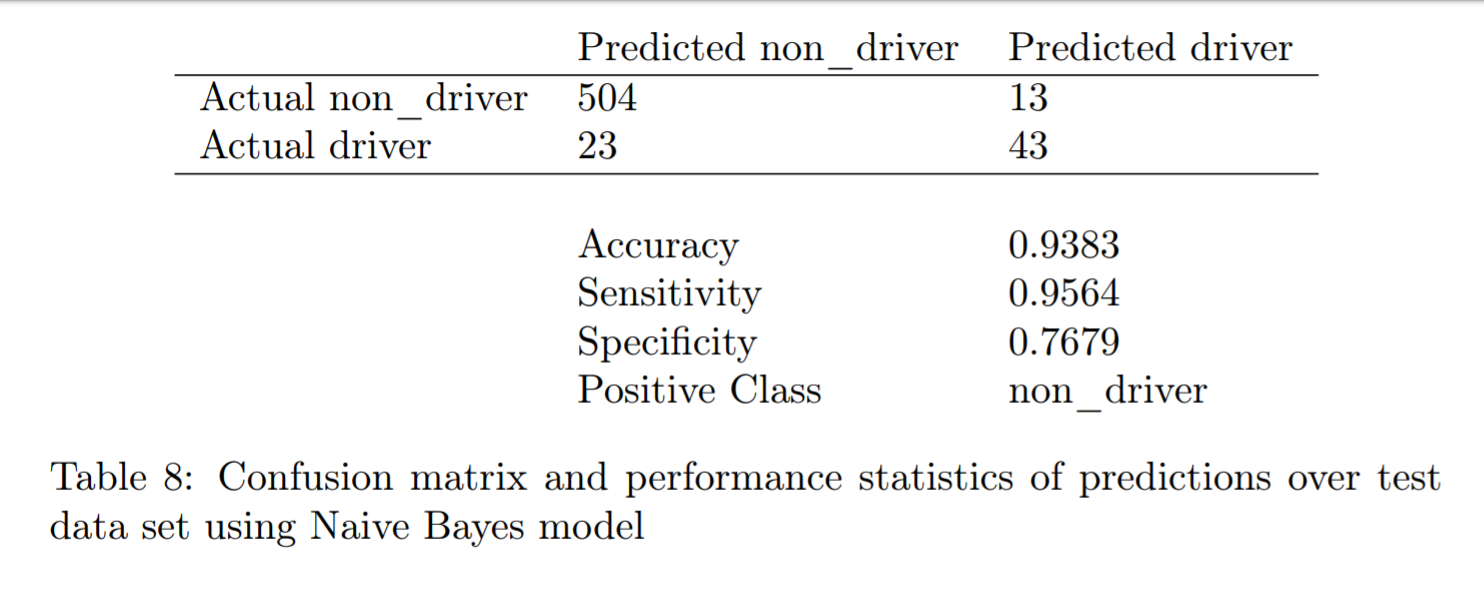 Predicted non_driver Predicted driver
Actual non_driver 504 13
Actual driver 23 43
Accuracy 0.9383
Sensitivity 0.9564
Specificity 0.7679
Positive Class non_driver
Table 8: Confusion matrix and performance statistics of predictions over test
data set using Naive Bayes model